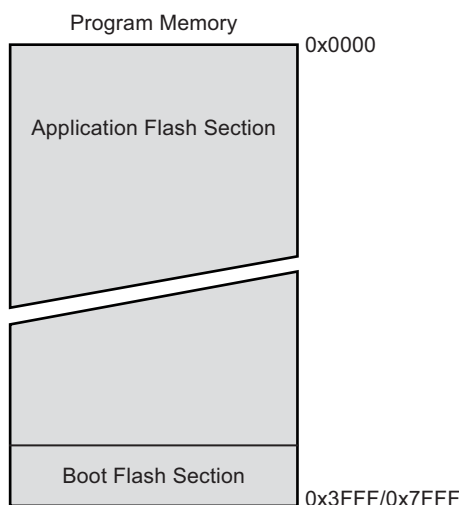 Program Memory
0x0000
Application Flash Section
Boot Flash Section
0x3FFF/0x7FFF